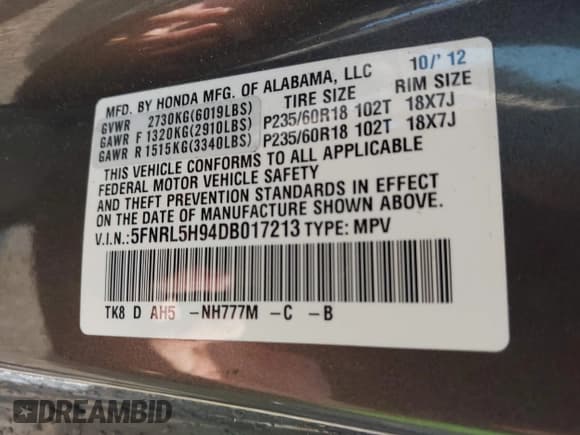 MFD. BY HONDA MFG. OF ALABAMA, LLC 10/'12
GVWR 2730KG(6019LBS) TIRE SIZE RIM SIZE
GAWR F 1320KG(2910LBS) P235/60R18 102T 18X7J
GAWR R 1515KG(3340LBS) P235/60R18 102T 18X7J
THIS VEHICLE CONFORMS TO ALL APPLICABLE
FEDERAL MOTOR VEHICLE SAFETY
AND THEFT PREVENTION STANDARDS IN EFFECT
ON THE DATE OF MANUFACTURE SHOWN ABOVE.
V.I.N.:5FNRL5H94DB017213 TYPE: MPV
TK8 D AH5 -NH777M -C -B
DREAMBID